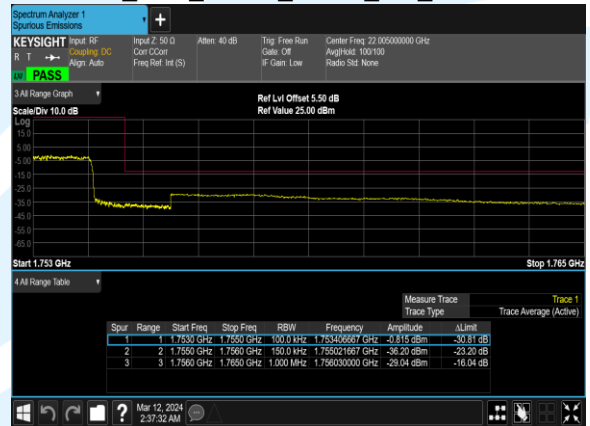 Spectrum Analyzer 1
Spurious Emissions
+
KEYSIGHT Input: RF Input Z: 50 Ω Atten: 40 dB Trig: Free Run Center Freq: 22.005000000 GHz
R T Coupling: DC Corr CCorr Gate: Off Avg|Hold: 100/100
Align: Auto Freq Ref: Int (S) IF Gain: Low Radio Std: None
PASS
3 All Range Graph
Ref Lvl Offset 5.50 dB
Scale/Div 10.0 dB Ref Value 25.00 dBm
Log
15.0
5.00
-5.00
-15.0
-25.0
-35.0
-45.0
-55.0
-65.0
Start 1.753 GHz Stop 1.765 GHz
4 All Range Table
Measure Trace Trace 1
Trace Type Trace Average (Active)
Spur Range Start Freq Stop Freq RBW Frequency Amplitude ΔLimit
1 1 1.7530 GHz 1.7550 GHz 100.0 kHz 1.753406667 GHz -0.815 dBm -30.81 dB
2 2 1.7550 GHz 1.7560 GHz 150.0 kHz 1.755021667 GHz -36.20 dBm -23.20 dB
3 3 1.7560 GHz 1.7650 GHz 1.000 MHz 1.756030000 GHz -29.04 dBm -16.04 dB
? Mar 12, 2024
2:37:32 AM